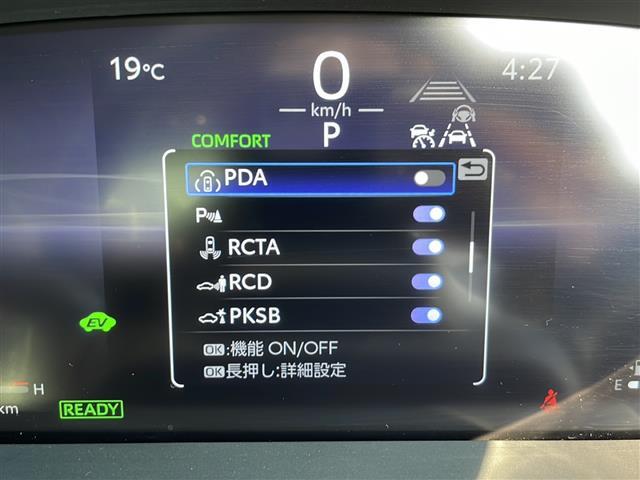 19℃
0
4:27
km/h
COMFORT
P
PDA
P
RCTA
RCD
PKSB
OK:機能 ON/OFF
OK長押し:詳細設定
EV
H
E
km
READY